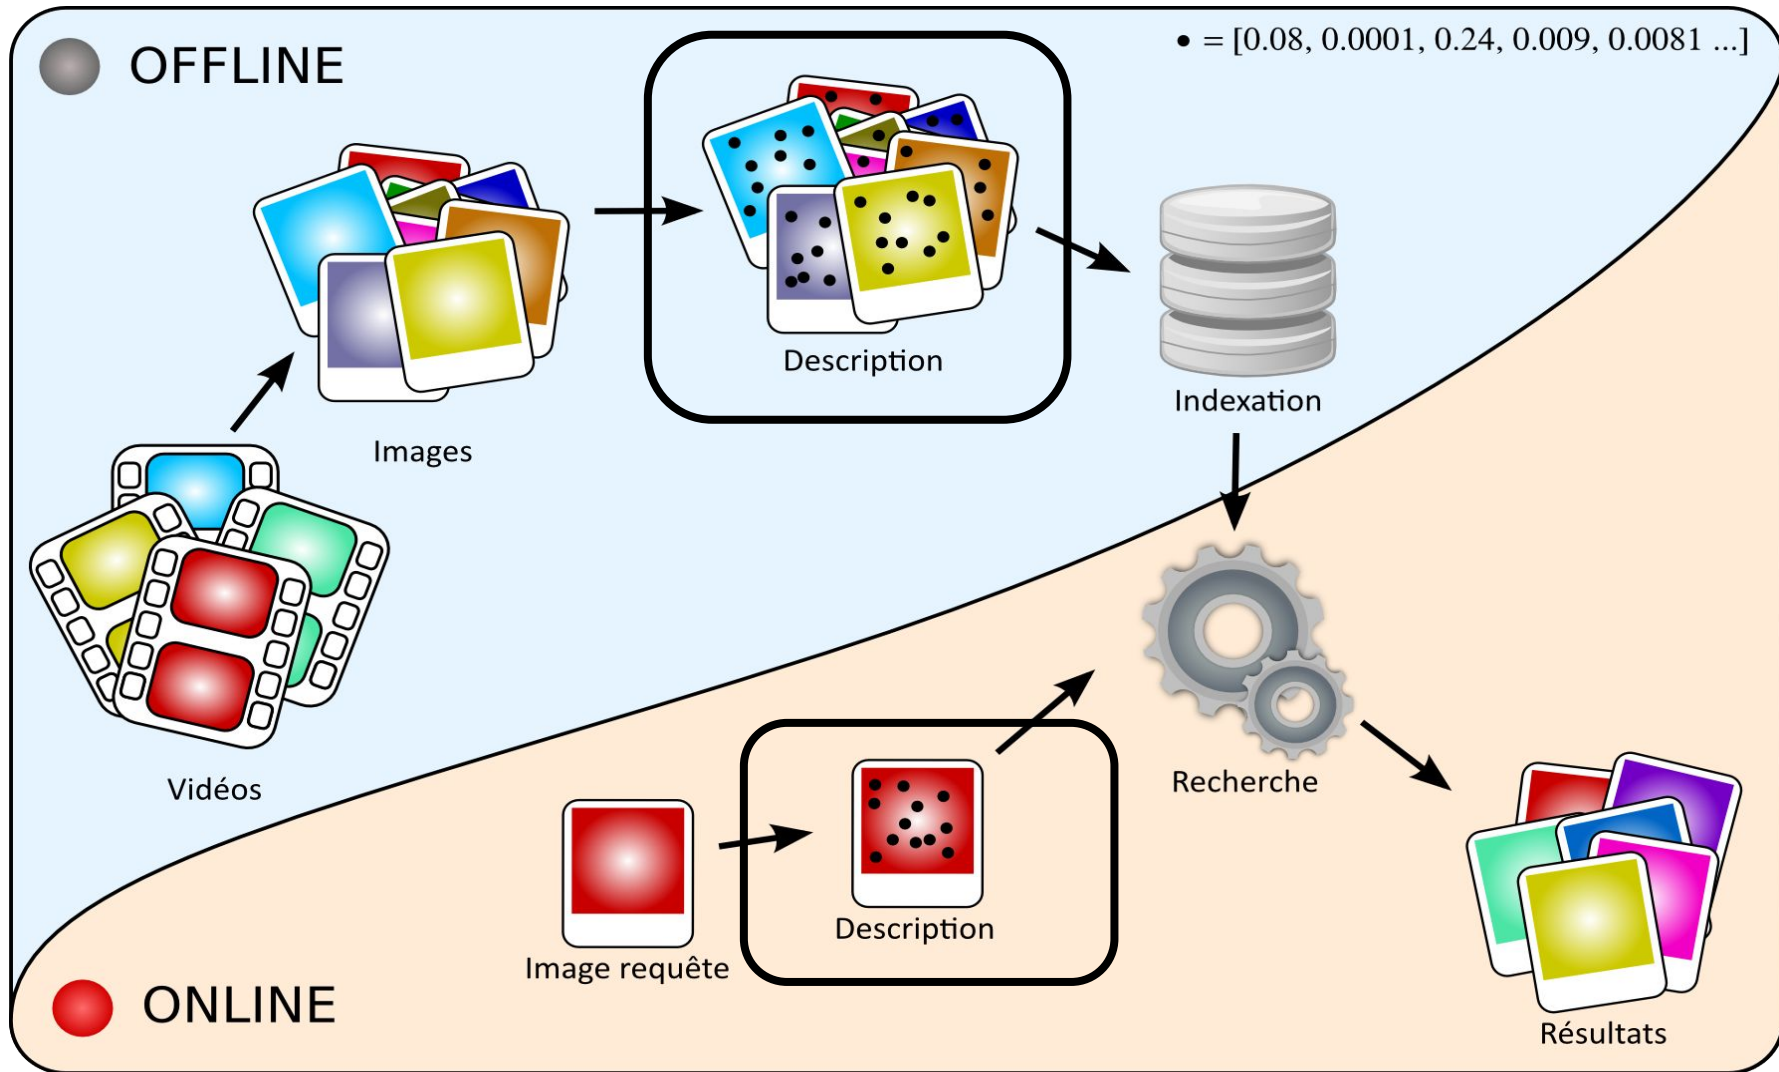 OFFLINE
• = [0.08, 0.0001, 0.24, 0.009, 0.0081 ...]
Description
Indexation
Images
Vidéos
Recherche
Description
Image requête
ONLINE
Résultats